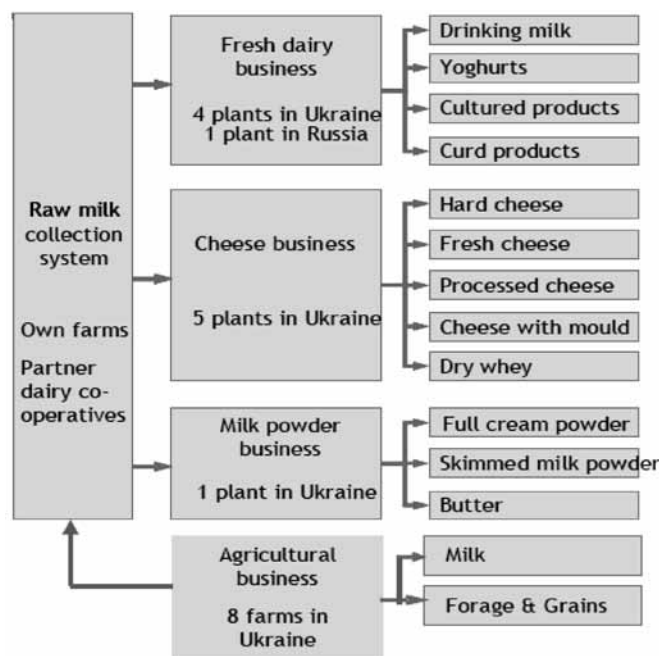 Raw milk
collection
system
Own farms
Partner
dairy co-
operatives
Fresh dairy
business
4 plants in Ukraine
1 plant in Russia
Drinking milk
Yoghurts
Cultured products
Curd products
Cheese business
5 plants in Ukraine
Hard cheese
Fresh cheese
Processed cheese
Cheese with mould
Dry whey
Milk powder
business
1 plant in Ukraine
Full cream powder
Skimmed milk powder
Butter
Agricultural
business
8 farms in
Ukraine
Milk
Forage & Grains